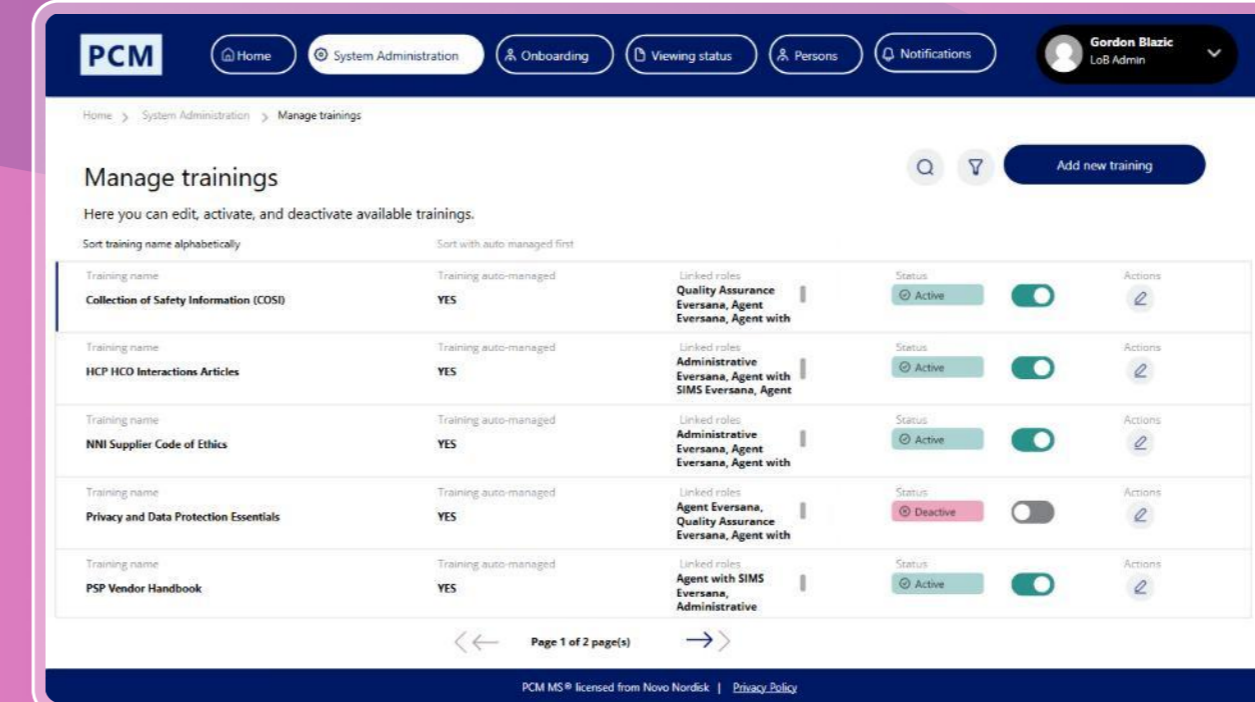 PCM
Home
System Administration
Onboarding
Viewing status
Persons
Notifications
Gordon Blazic
LoB Admin
Home > System Administration > Manage trainings
Manage trainings
Add new training
Here you can edit, activate, and deactivate available trainings.
Sort training name alphabetically
Sort with auto managed first
Training name
Training auto-managed
Linked roles
Status
Actions
Collection of Safety Information (COSI)
YES
Quality Assurance
Eversana, Agent
Eversana, Agent with
Active
Training name
Training auto-managed
Linked roles
Status
Actions
HCP HCO Interactions Articles
YES
Administrative
Eversana, Agent with
SIMS Eversana, Agent
Active
Training name
Training auto-managed
Linked roles
Status
Actions
NNI Supplier Code of Ethics
YES
Administrative
Eversana, Agent
Eversana, Agent with
Active
Training name
Training auto-managed
Linked roles
Status
Actions
Privacy and Data Protection Essentials
YES
Agent Eversana,
Quality Assurance
Eversana, Agent with
Deactive
Training name
Training auto-managed
Linked roles
Status
Actions
PSP Vendor Handbook
YES
Agent with SIMS
Eversana,
Administrative
Active
Page 1 of 2 page(s)
PCM MS® licensed from Novo Nordisk | Privacy Policy